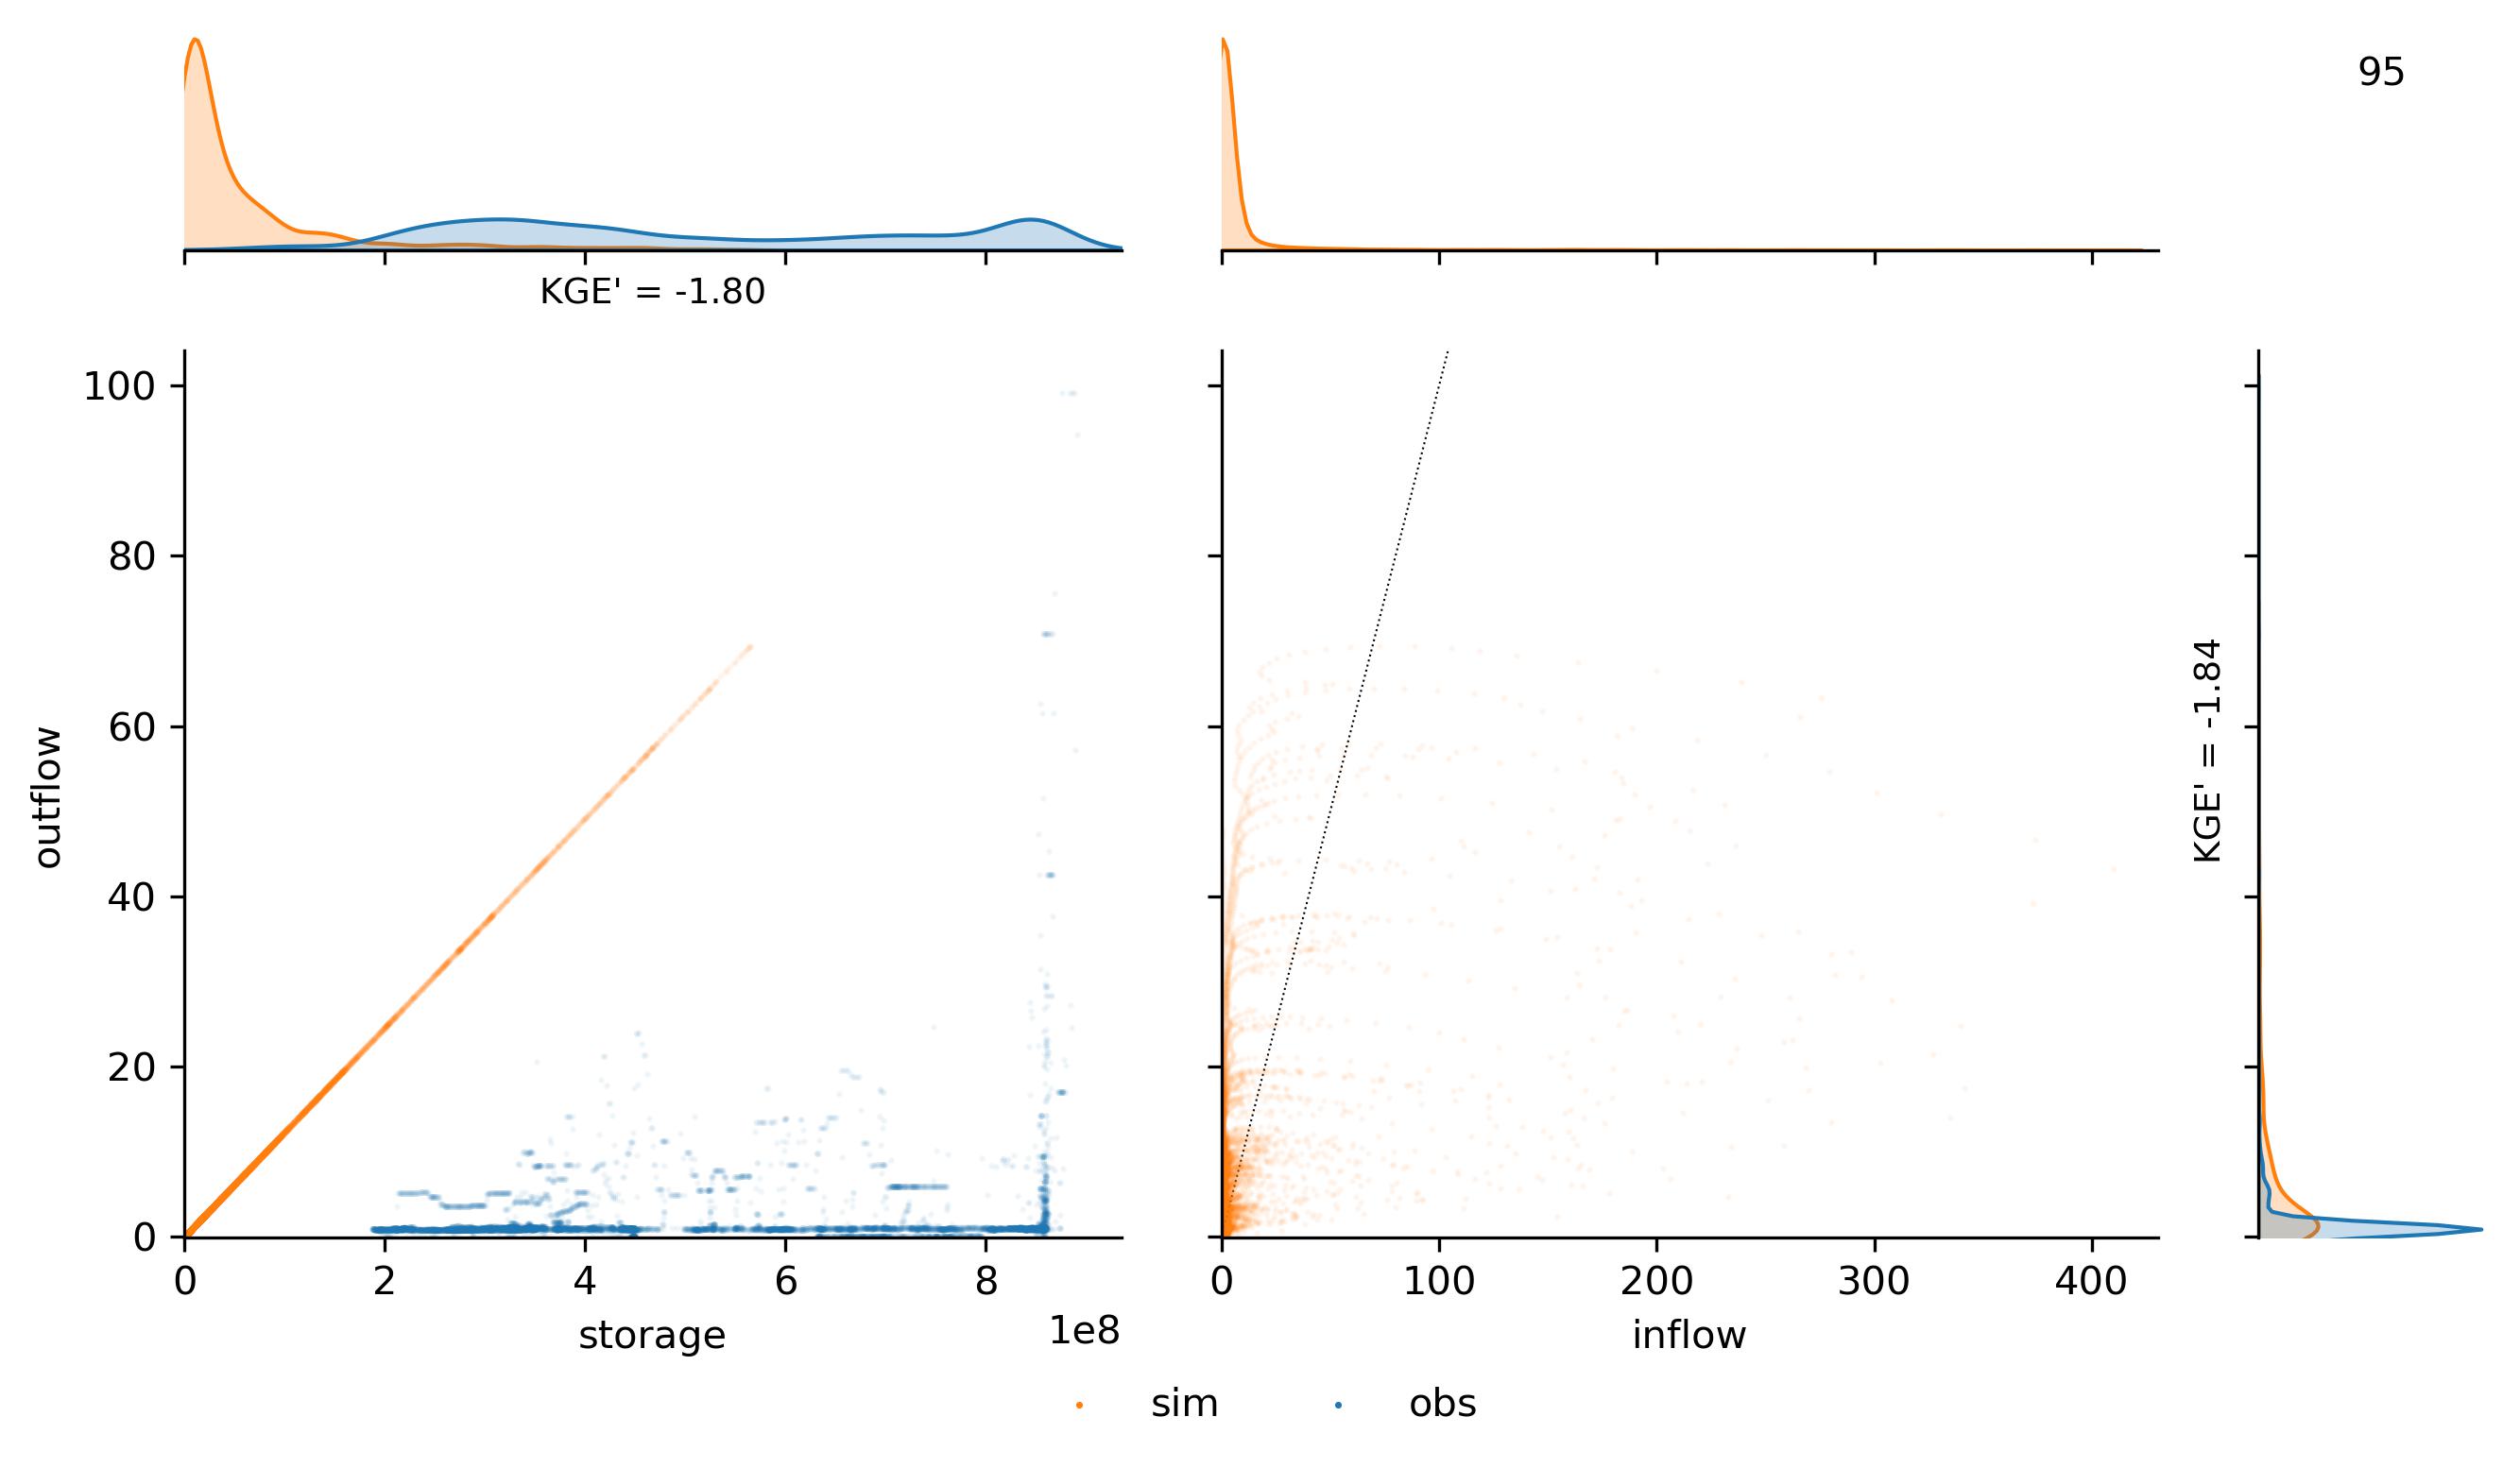 95
KGE' = -1.80
100
80
60
40
20
0
outflow
KGE' = -1.84
0 2 4 6 8
1e8
storage
0 100 200 300 400
inflow
sim obs